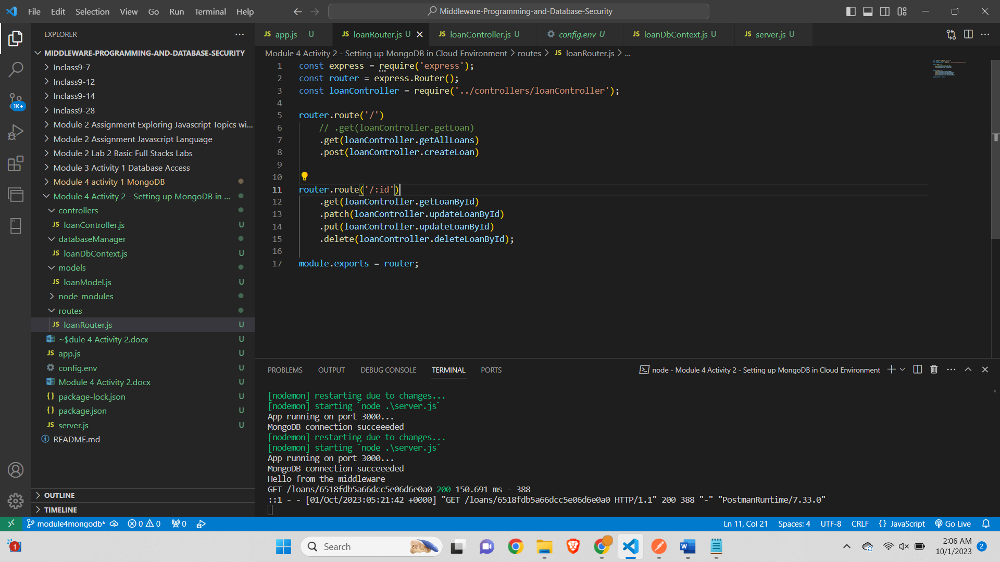 File Edit Selection View Go Run Terminal Help
Middleware-Programming-and-Database-Security
EXPLORER
MIDDLEWARE-PROGRAMMING-AND-DATABASE-SECURITY
Inclass9-7
Inclass9-12
Inclass9-14
Inclass9-28
Module 2 Assignment Exploring Javascript Topics wi...
Module 2 Assignment Javascript Language
Module 2 Lab 2 Basic Full Stacks Labs
Module 3 Activity 1 Database Access
Module 4 activity 1 MongoDB
Module 4 Activity 2 - Setting up MongoDB in ...
controllers
JS loanController.js U
databaseManager
JS loanDbContext.js U
models
JS loanModel.js U
node_modules
routes
JS loanRouter.js U
~$dule 4 Activity 2.docx U
JS app.js U
config.env U
Module 4 Activity 2.docx U
{} package-lock.json U
{} package.json U
JS server.js U
README.md
OUTLINE
TIMELINE
1K+
JS app.js U JS loanRouter.js U JS loanController.js U config.env U JS loanDbContext.js U JS server.js U
Module 4 Activity 2 - Setting up MongoDB in Cloud Environment > routes > JS loanRouter.js > ...
1 const express = require('express');
2 const router = express.Router();
3 const loanController = require('../controllers/loanController');
4
5 router.route('/')
6 // .get(loanController.getLoan)
7 .get(loanController.getAllLoans)
8 .post(loanController.createLoan)
9
10
11 router.route('/:id')
12 .get(loanController.getLoanById)
13 .patch(loanController.updateLoanById)
14 .put(loanController.updateLoanById)
15 .delete(loanController.deleteLoanById);
16
17 module.exports = router;
PROBLEMS OUTPUT DEBUG CONSOLE TERMINAL PORTS
node - Module 4 Activity 2 - Setting up MongoDB in Cloud Environment
[nodemon] restarting due to changes...
[nodemon] starting `node .\server.js`
App running on port 3000...
MongoDB connection succeeeded
[nodemon] restarting due to changes...
[nodemon] starting `node .\server.js`
App running on port 3000...
MongoDB connection succeeeded
Hello from the middleware
GET /loans/6518fdb5a66dcc5e06d6e0a0 200 150.691 ms - 388
::1 - - [01/Oct/2023:05:21:42 +0000] "GET /loans/6518fdb5a66dcc5e06d6e0a0 HTTP/1.1" 200 388 "-" "PostmanRuntime/7.33.0"
module4mongodb* 0 0 0 Ln 11, Col 21 Spaces: 4 UTF-8 CRLF {} JavaScript Go Live
1 Search 2:06 AM
10/1/2023 2